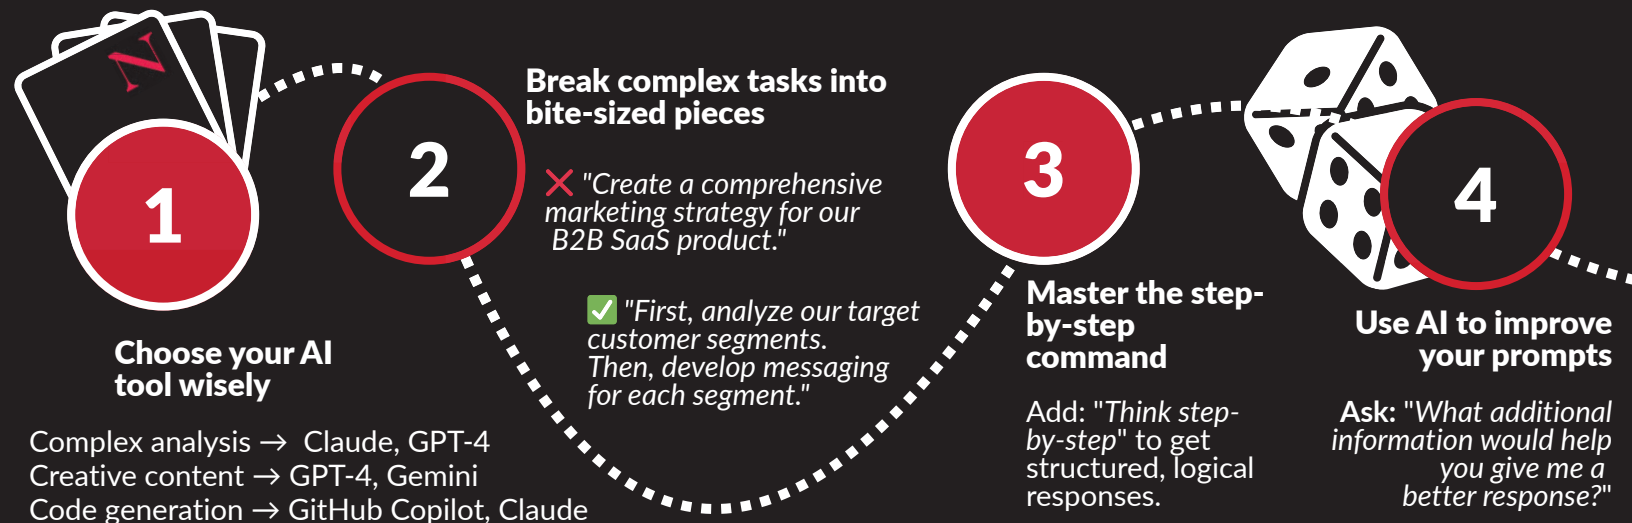 N
1
Choose your AI
tool wisely
Complex analysis → Claude, GPT-4
Creative content → GPT-4, Gemini
Code generation → GitHub Copilot, Claude
2
Break complex tasks into
bite-sized pieces
❌ "Create a comprehensive
marketing strategy for our
B2B SaaS product."
✅ "First, analyze our target
customer segments.
Then, develop messaging
for each segment."
3
Master the step-
by-step
command
Add: "Think step-
by-step" to get
structured, logical
responses.
4
Use AI to improve
your prompts
Ask: "What additional
information would help
you give me a
better response?"